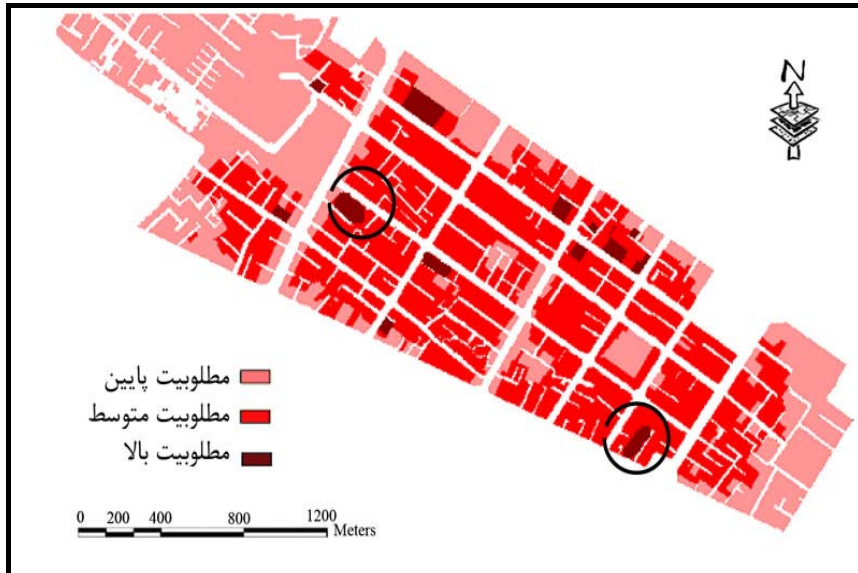 N
مطلوبیت پایین
مطلوبیت متوسط
مطلوبیت بالا
0 200 400 800 1200
Meters